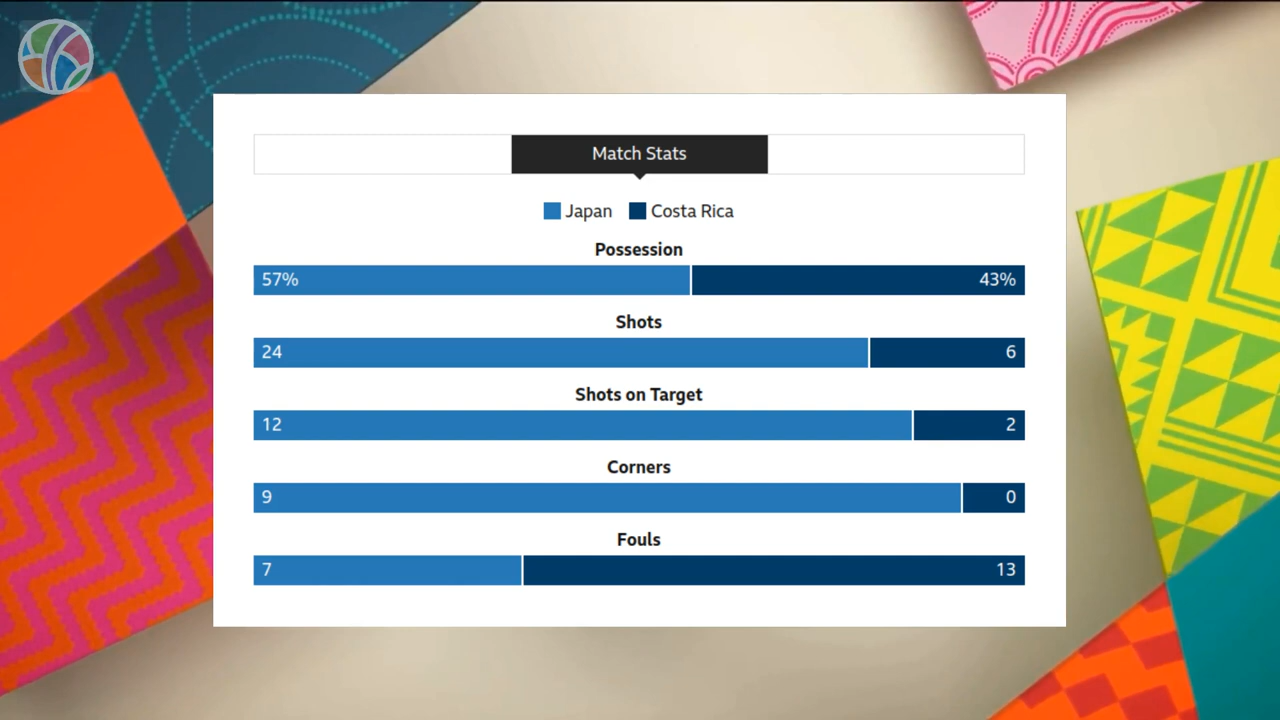 Match Stats
Japan Costa Rica
Possession
57% 43%
Shots
24 6
Shots on Target
12 2
Corners
9 0
Fouls
7 13